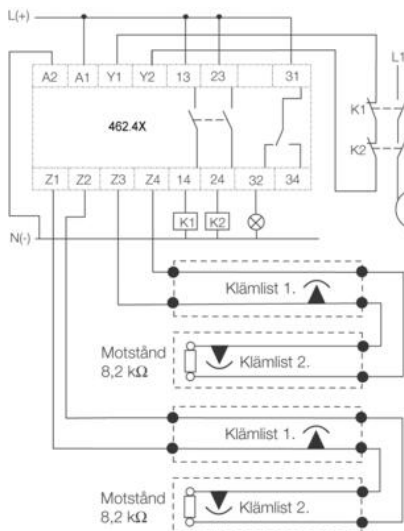 L(+)
L1
A2 A1 Y1 Y2 13 23 31
462.4X
K1
K2
Z1 Z2 Z3 Z4 14 24 32 34
K1 K2
N(-)
Klämlist 1.
Motstånd
8,2 kΩ
Klämlist 2.
Klämlist 1.
Motstånd
8,2 kΩ
Klämlist 2.